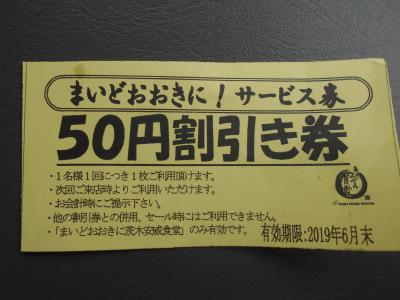 まいどおおきに！サービス券
50円割引き券
・1名様1回につき1枚ご利用頂けます。
・次回ご来店時よりご利用いただけます。
・お会計時にご提示下さい。
・他の割引券との併用、セール時にはご利用できません。
・「まいどおおきに茨木安威食堂」のみ有効です。
有効期限:2019年6月末